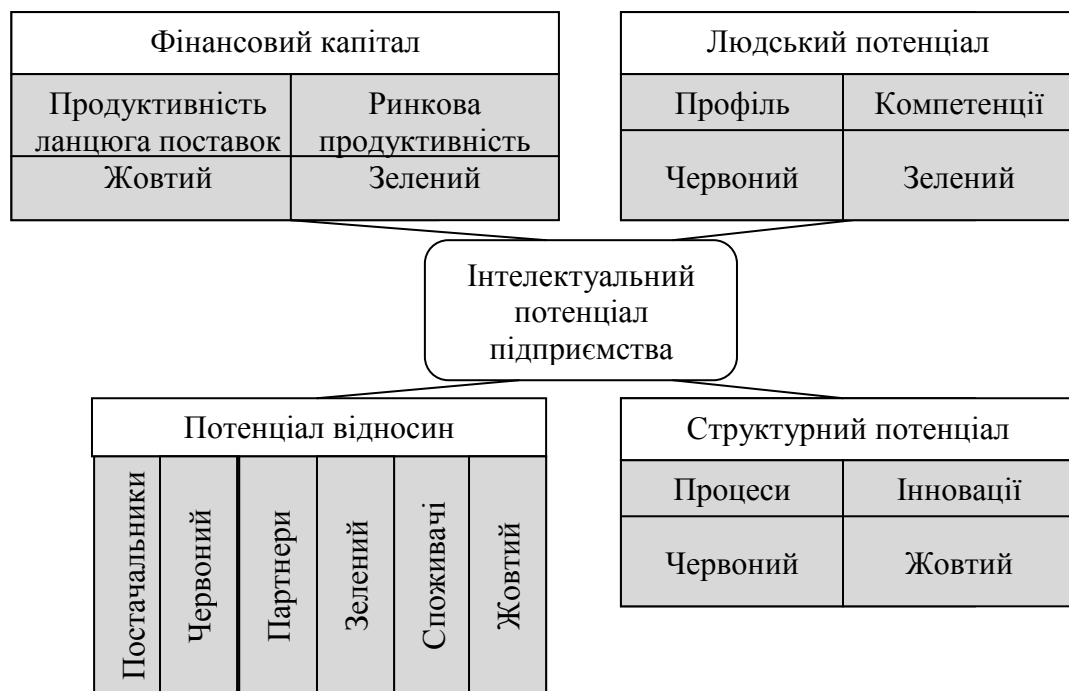 Фінансовий капітал
Продуктивність
ланцюга поставок
Ринкова
продуктивність
Жовтий
Зелений
Людський потенціал
Профіль
Компетенції
Червоний
Зелений
Інтелектуальний
потенціал
підприємства
Потенціал відносин
Постачальники
Червоний
Партнери
Зелений
Споживачі
Жовтий
Структурний потенціал
Процеси
Інновації
Червоний
Жовтий